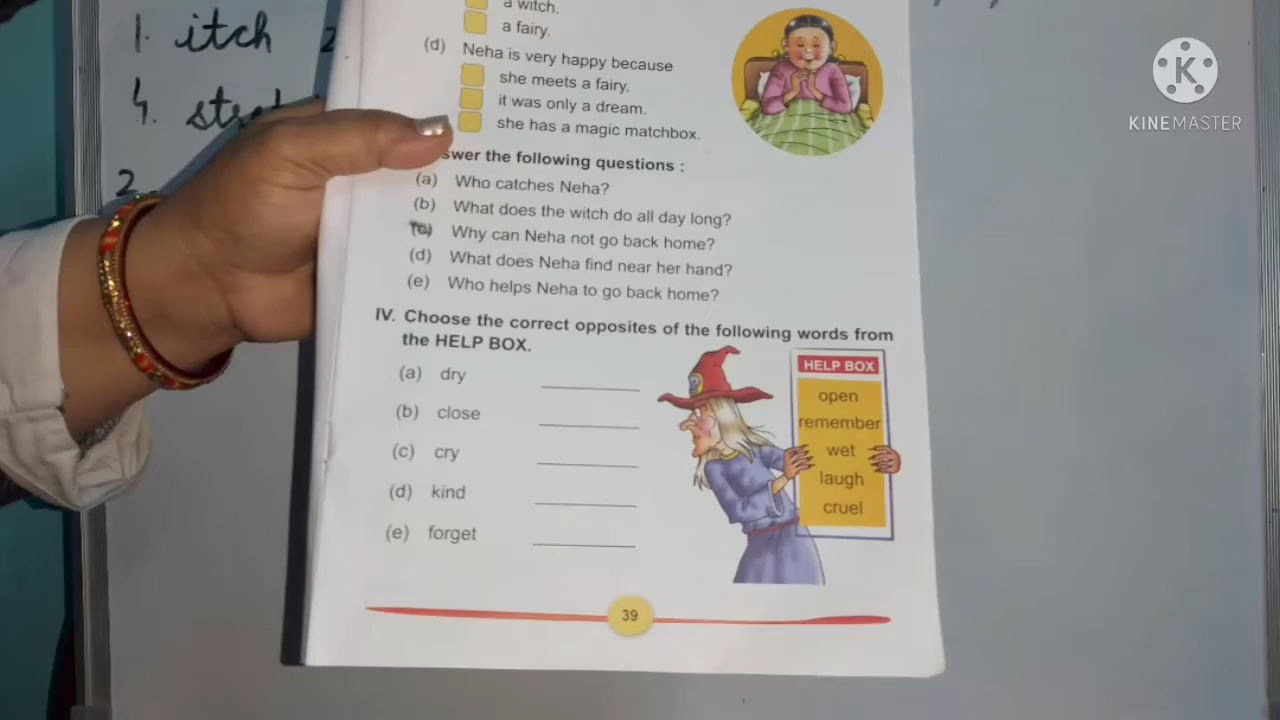 1. itch 2
4.
2.
a witch.
a fairy.
(d) Neha is very happy because
she meets a fairy.
it was only a dream.
she has a magic matchbox.
swer the following questions :
(a) Who catches Neha?
(b) What does the witch do all day long?
(c) Why can Neha not go back home?
(d) What does Neha find near her hand?
(e) Who helps Neha to go back home?
IV. Choose the correct opposites of the following words from
the HELP BOX.
(a) dry
(b) close
(c) cry
(d) kind
(e) forget
HELP BOX
open
remember
wet
laugh
cruel
39
K
KINEMASTER